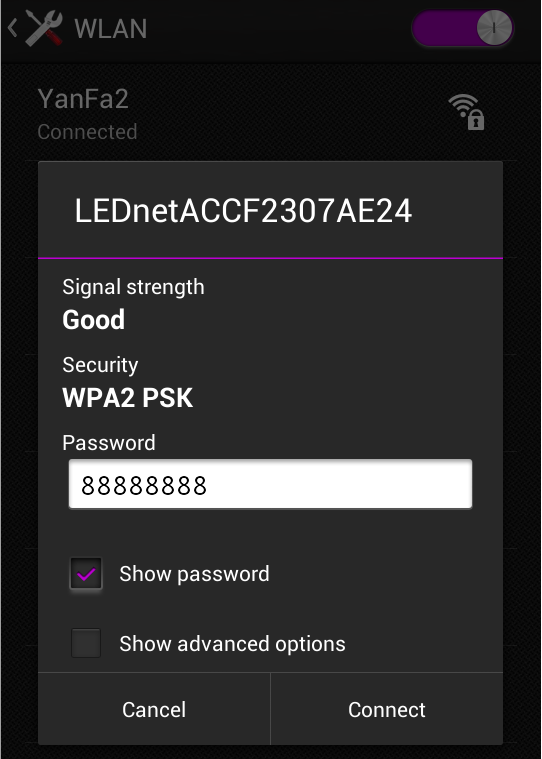 WLAN
YanFa2
Connected
LEDnetACCF2307AE24
Signal strength
Good
Security
WPA2 PSK
Password
88888888
Show password
Show advanced options
Cancel
Connect